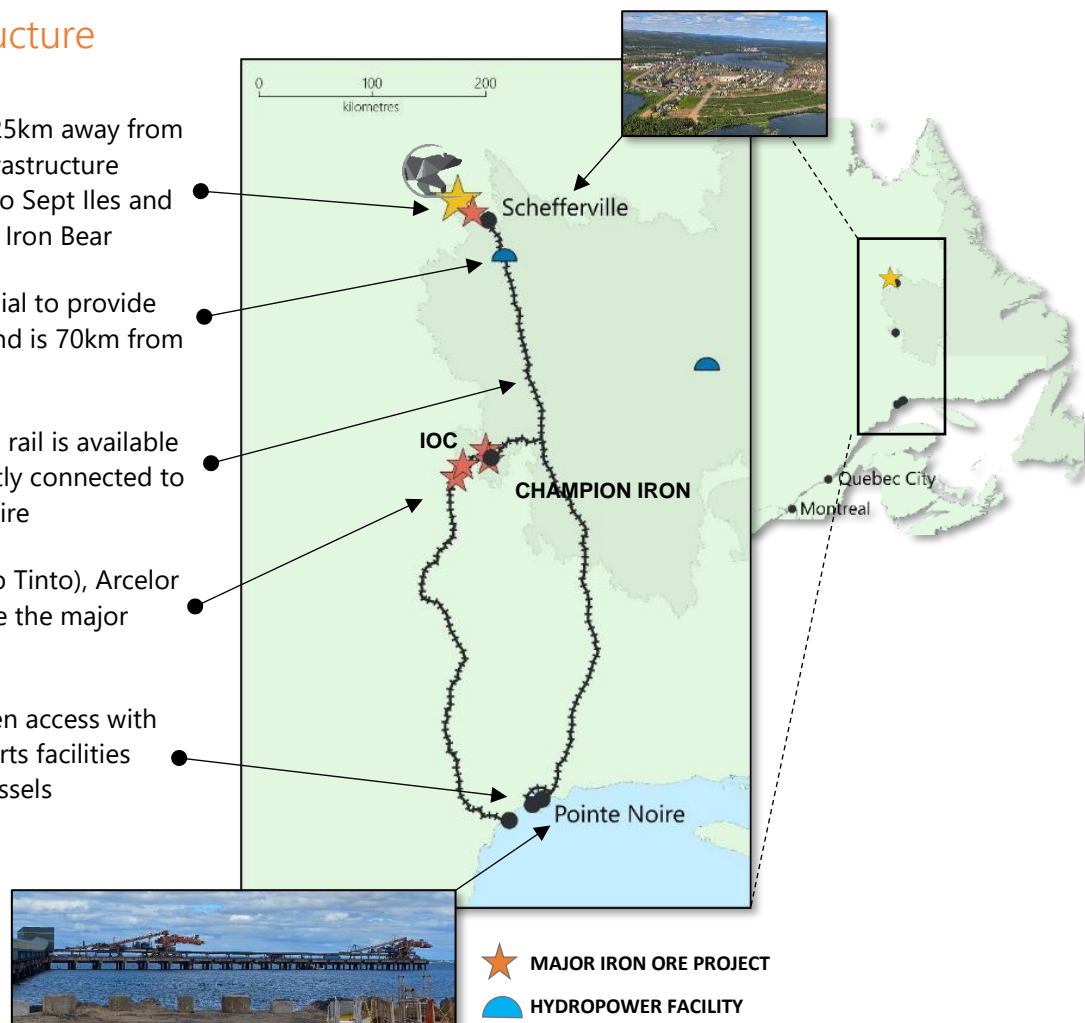 ucture
25km away from
rastructure
o Sept Iles and
Iron Bear
ial to provide
nd is 70km from
rail is available
tly connected to
ire
o Tinto), Arcelor
e the major
en access with
rts facilities
ssels
0 100 200
kilometres
Schefferville
IOC
CHAMPION IRON
Pointe Noire
Quebec City
Montreal
MAJOR IRON ORE PROJECT
HYDROPOWER FACILITY